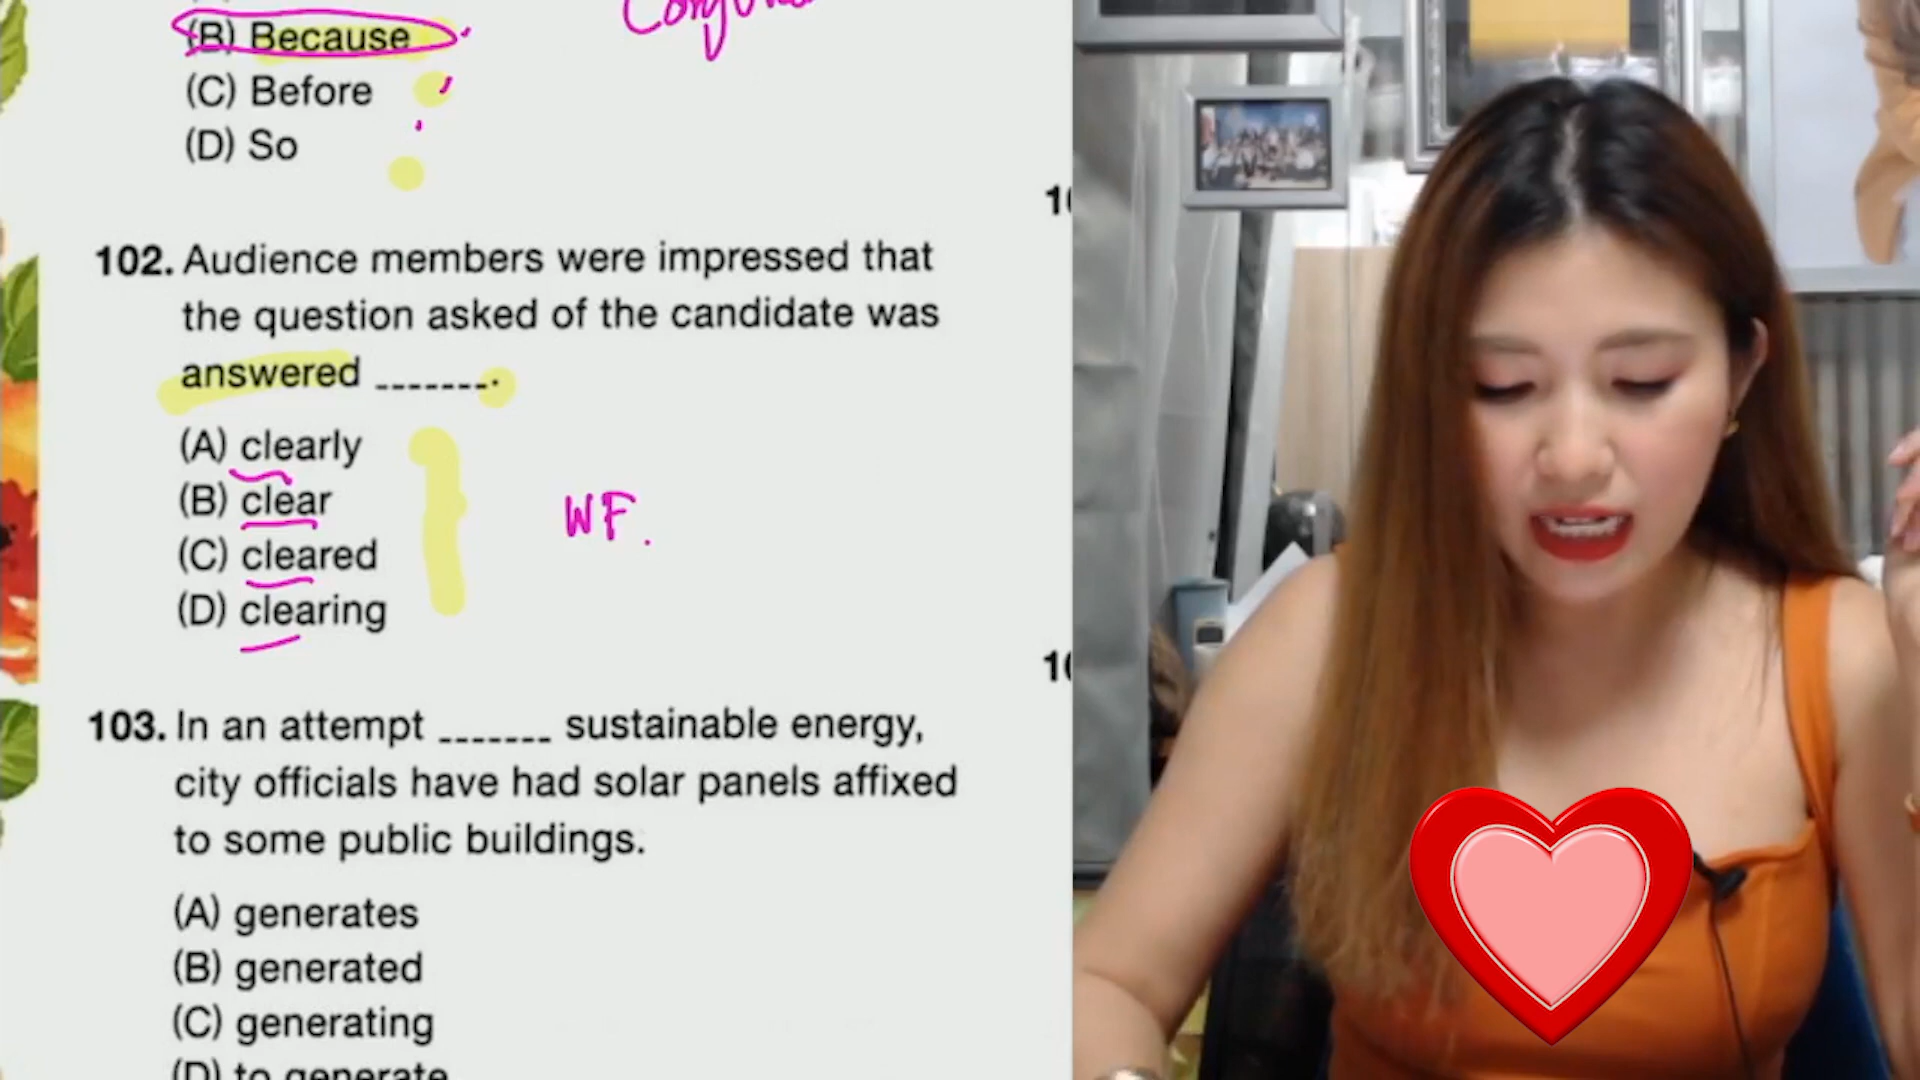 (B) Because
(C) Before
(D) So
102. Audience members were impressed that
the question asked of the candidate was
answered _______.
(A) clearly
(B) clear
(C) cleared
(D) clearing
WF.
103. In an attempt _______ sustainable energy,
city officials have had solar panels affixed
to some public buildings.
(A) generates
(B) generated
(C) generating
(D) to generate